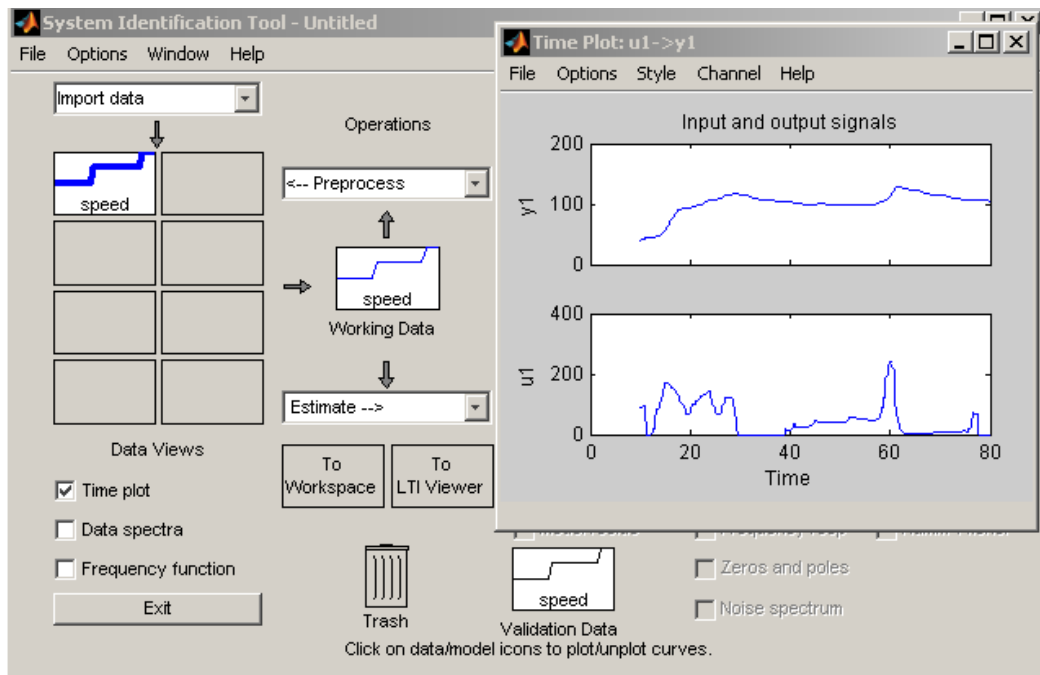 System Identification Tool - Untitled
File Options Window Help
Import data
speed
Operations
<-- Preprocess
speed
Working Data
Estimate -->
To Workspace
To LTI Viewer
Data Views
Time plot
Data spectra
Frequency function
Exit
Trash
speed
Validation Data
Zeros and poles
Noise spectrum
Click on data/model icons to plot/unplot curves.
Time Plot: u1->y1
File Options Style Channel Help
Input and output signals
200
100
0
y1
400
200
0
u1
0 20 40 60 80
Time